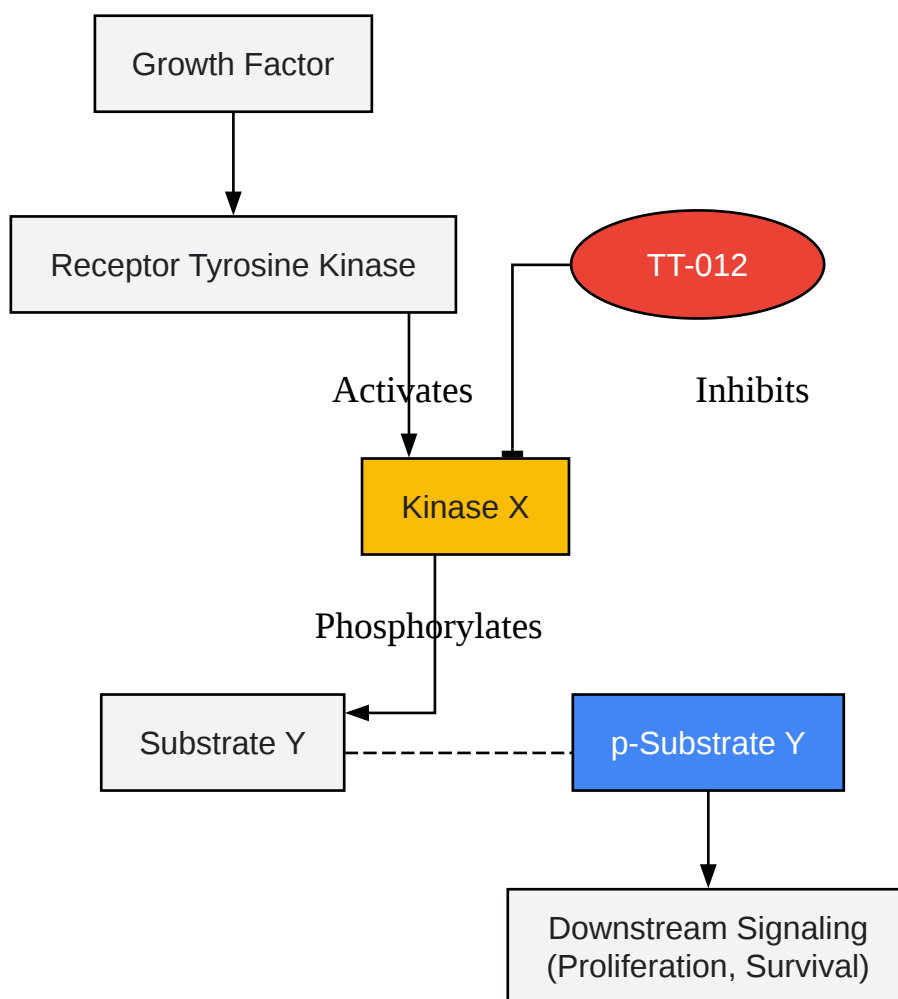 Growth Factor
Receptor Tyrosine Kinase
TT-012
Activates
Inhibits
Kinase X
Phosphorylates
Substrate Y
p-Substrate Y
Downstream Signaling
(Proliferation, Survival)